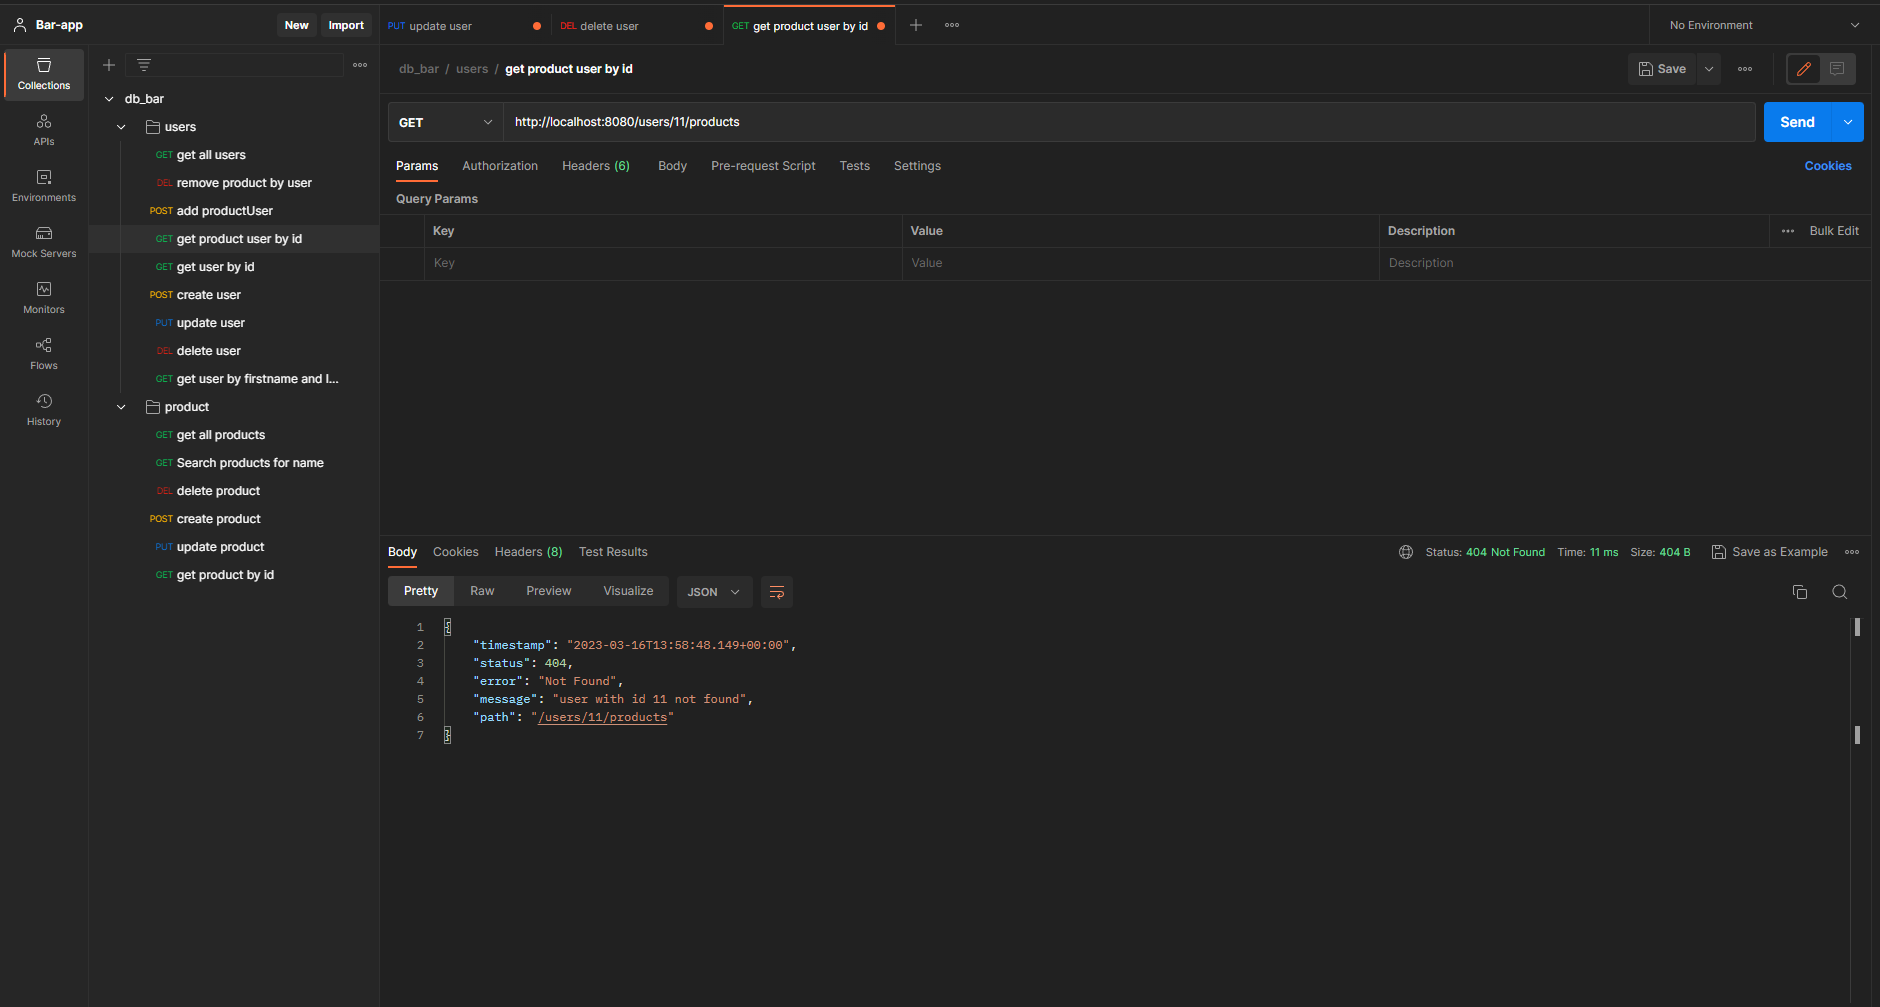 Bar-app
New
Import
PUT update user
DEL delete user
GET get product user by id
No Environment
Collections
APIs
Environments
Mock Servers
Monitors
Flows
History
db_bar
users
GET get all users
DEL remove product by user
POST add productUser
GET get product user by id
GET get user by id
POST create user
PUT update user
DEL delete user
GET get user by firstname and l...
product
GET get all products
GET Search products for name
DEL delete product
POST create product
PUT update product
GET get product by id
db_bar / users / get product user by id
Save
GET
http://localhost:8080/users/11/products
Send
Params Authorization Headers (6) Body Pre-request Script Tests Settings
Cookies
Query Params
Key Value Description
Bulk Edit
Key Value Description
Body Cookies Headers (8) Test Results
Status: 404 Not Found Time: 11 ms Size: 404 B
Save as Example
Pretty Raw Preview Visualize JSON
1 {
2 "timestamp": "2023-03-16T13:58:48.149+00:00",
3 "status": 404,
4 "error": "Not Found",
5 "message": "user with id 11 not found",
6 "path": "/users/11/products"
7 }